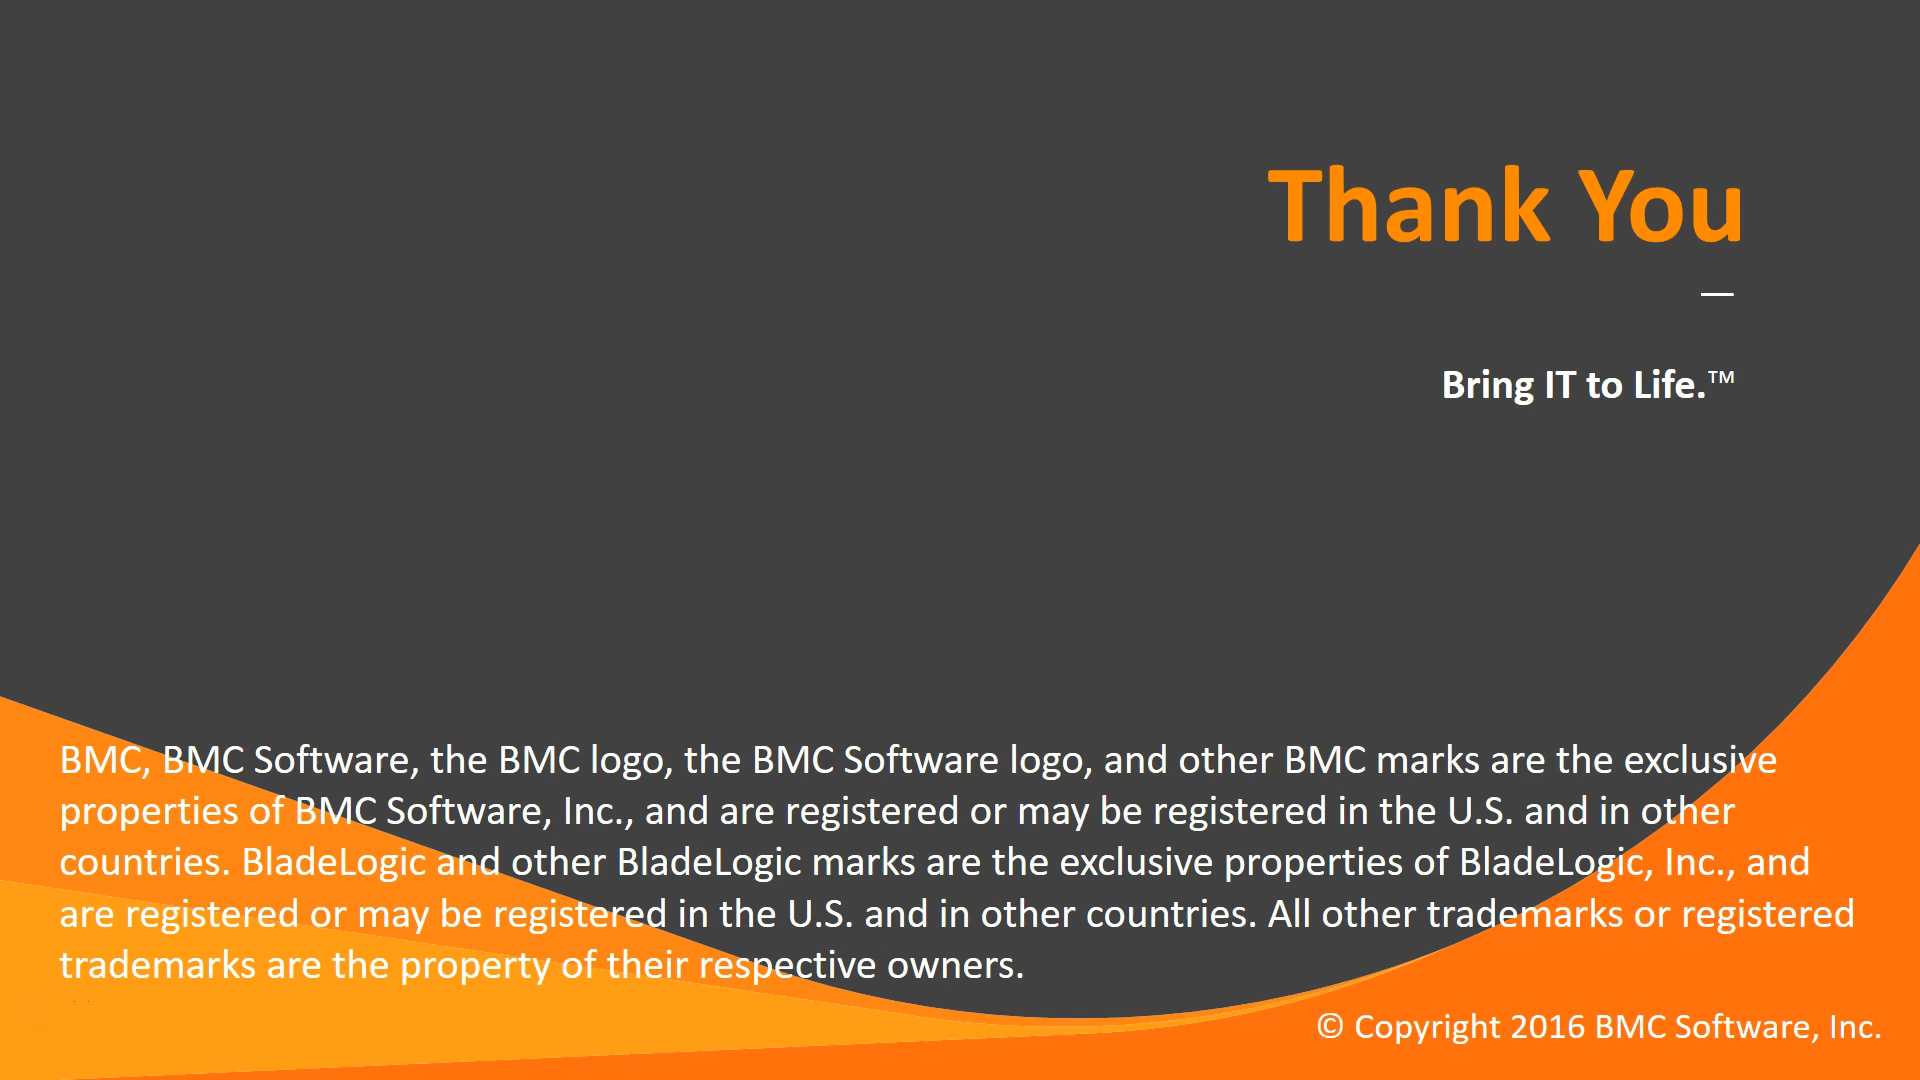 Thank You
—
Bring IT to Life.™
BMC, BMC Software, the BMC logo, the BMC Software logo, and other BMC marks are the exclusive
properties of BMC Software, Inc., and are registered or may be registered in the U.S. and in other
countries. BladeLogic and other BladeLogic marks are the exclusive properties of BladeLogic, Inc., and
are registered or may be registered in the U.S. and in other countries. All other trademarks or registered
trademarks are the property of their respective owners.
© Copyright 2016 BMC Software, Inc.